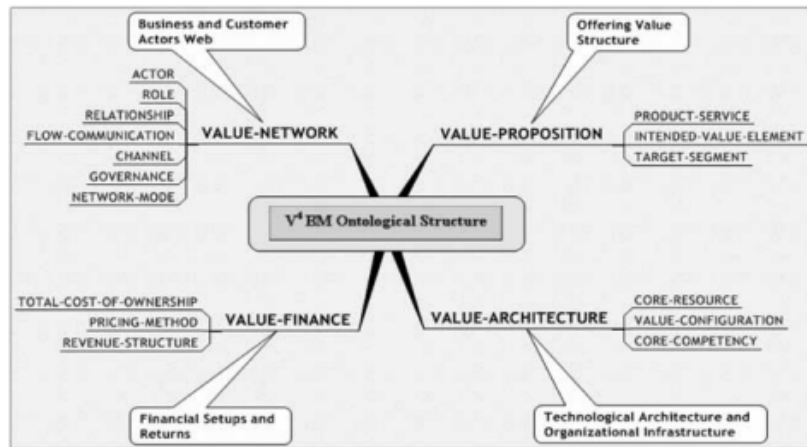 Business and Customer
Actors Web
Offering Value
Structure
ACTOR
ROLE
RELATIONSHIP
FLOW-COMMUNICATION
CHANNEL
GOVERNANCE
NETWORK-MODE
VALUE-NETWORK
VALUE-PROPOSITION
PRODUCT-SERVICE
INTENDED-VALUE-ELEMENT
TARGET-SEGMENT
V⁴ BM Ontological Structure
TOTAL-COST-OF-OWNERSHIP
PRICING-METHOD
REVENUE-STRUCTURE
VALUE-FINANCE
VALUE-ARCHITECTURE
CORE-RESOURCE
VALUE-CONFIGURATION
CORE-COMPETENCY
Financial Setups and
Returns
Technological Architecture and
Organizational Infrastructure